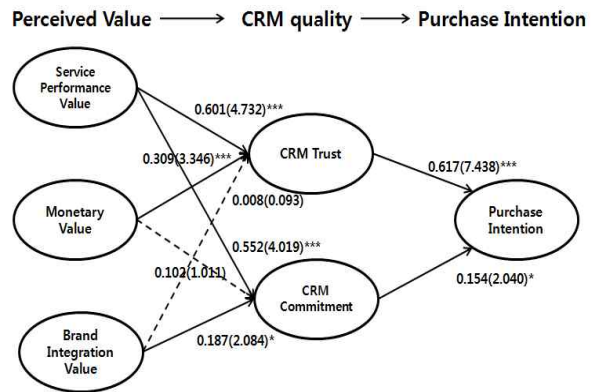 Perceived Value → CRM quality → Purchase Intention
Service
Performance
Value
0.601(4.732)***
0.309(3.346)***
CRM Trust
0.617(7.438)***
0.008(0.093)
Monetary
Value
Purchase
Intention
0.552(4.019)***
0.102(1.011)
CRM
Commitment
0.154(2.040)*
Brand
Integration
Value
0.187(2.084)*